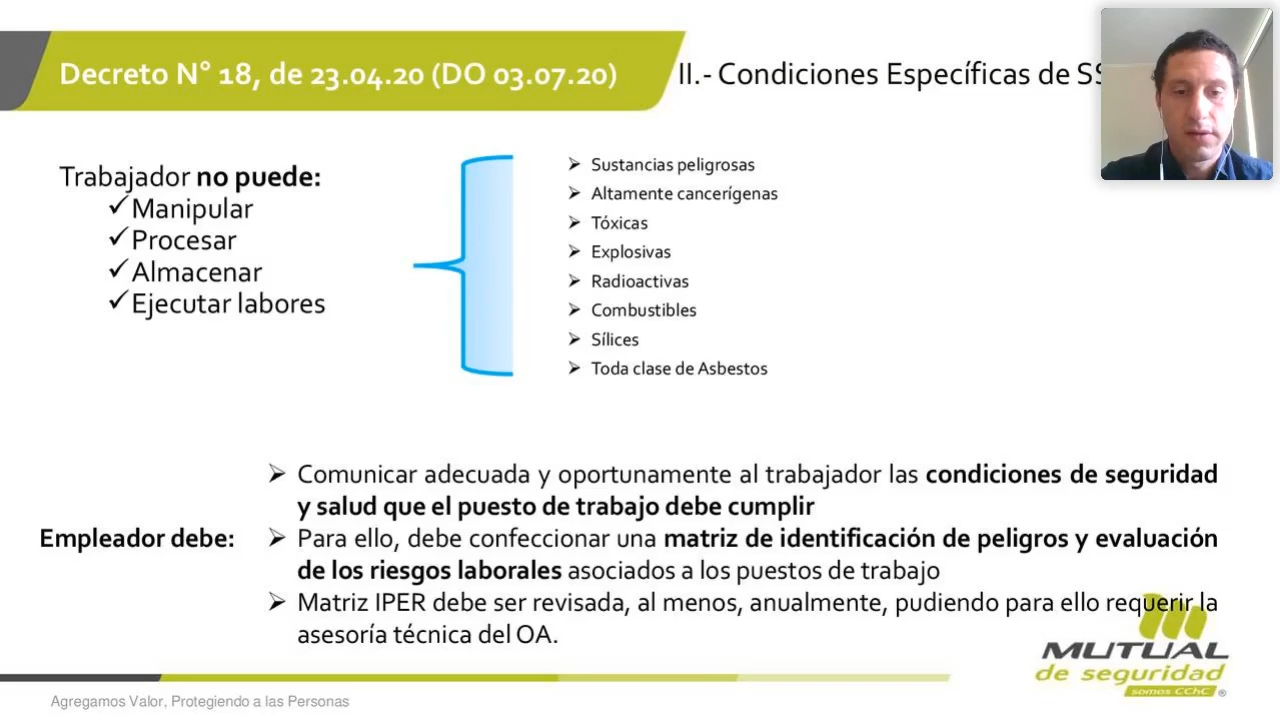 Decreto N° 18, de 23.04.20 (DO 03.07.20)
II.- Condiciones Específicas de
Trabajador no puede:
✓Manipular
✓Procesar
✓Almacenar
✓Ejecutar labores
➢ Sustancias peligrosas
➢ Altamente cancerígenas
➢ Tóxicas
➢ Explosivas
➢ Radioactivas
➢ Combustibles
➢ Sílices
➢ Toda clase de Asbestos
Empleador debe:
➢ Comunicar adecuada y oportunamente al trabajador las condiciones de seguridad
y salud que el puesto de trabajo debe cumplir
➢ Para ello, debe confeccionar una matriz de identificación de peligros y evaluación
de los riesgos laborales asociados a los puestos de trabajo
➢ Matriz IPER debe ser revisada, al menos, anualmente, pudiendo para ello requerir la
asesoría técnica del OA.
MUTUAL
de seguridad
somos CChC ®
Agregamos Valor, Protegiendo a las Personas